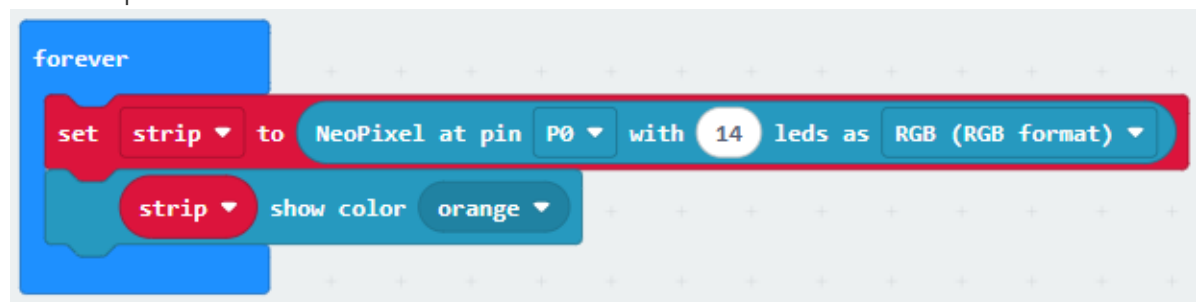 forever
set strip to NeoPixel at pin P0 with 14 leds as RGB (RGB format)
strip show color orange